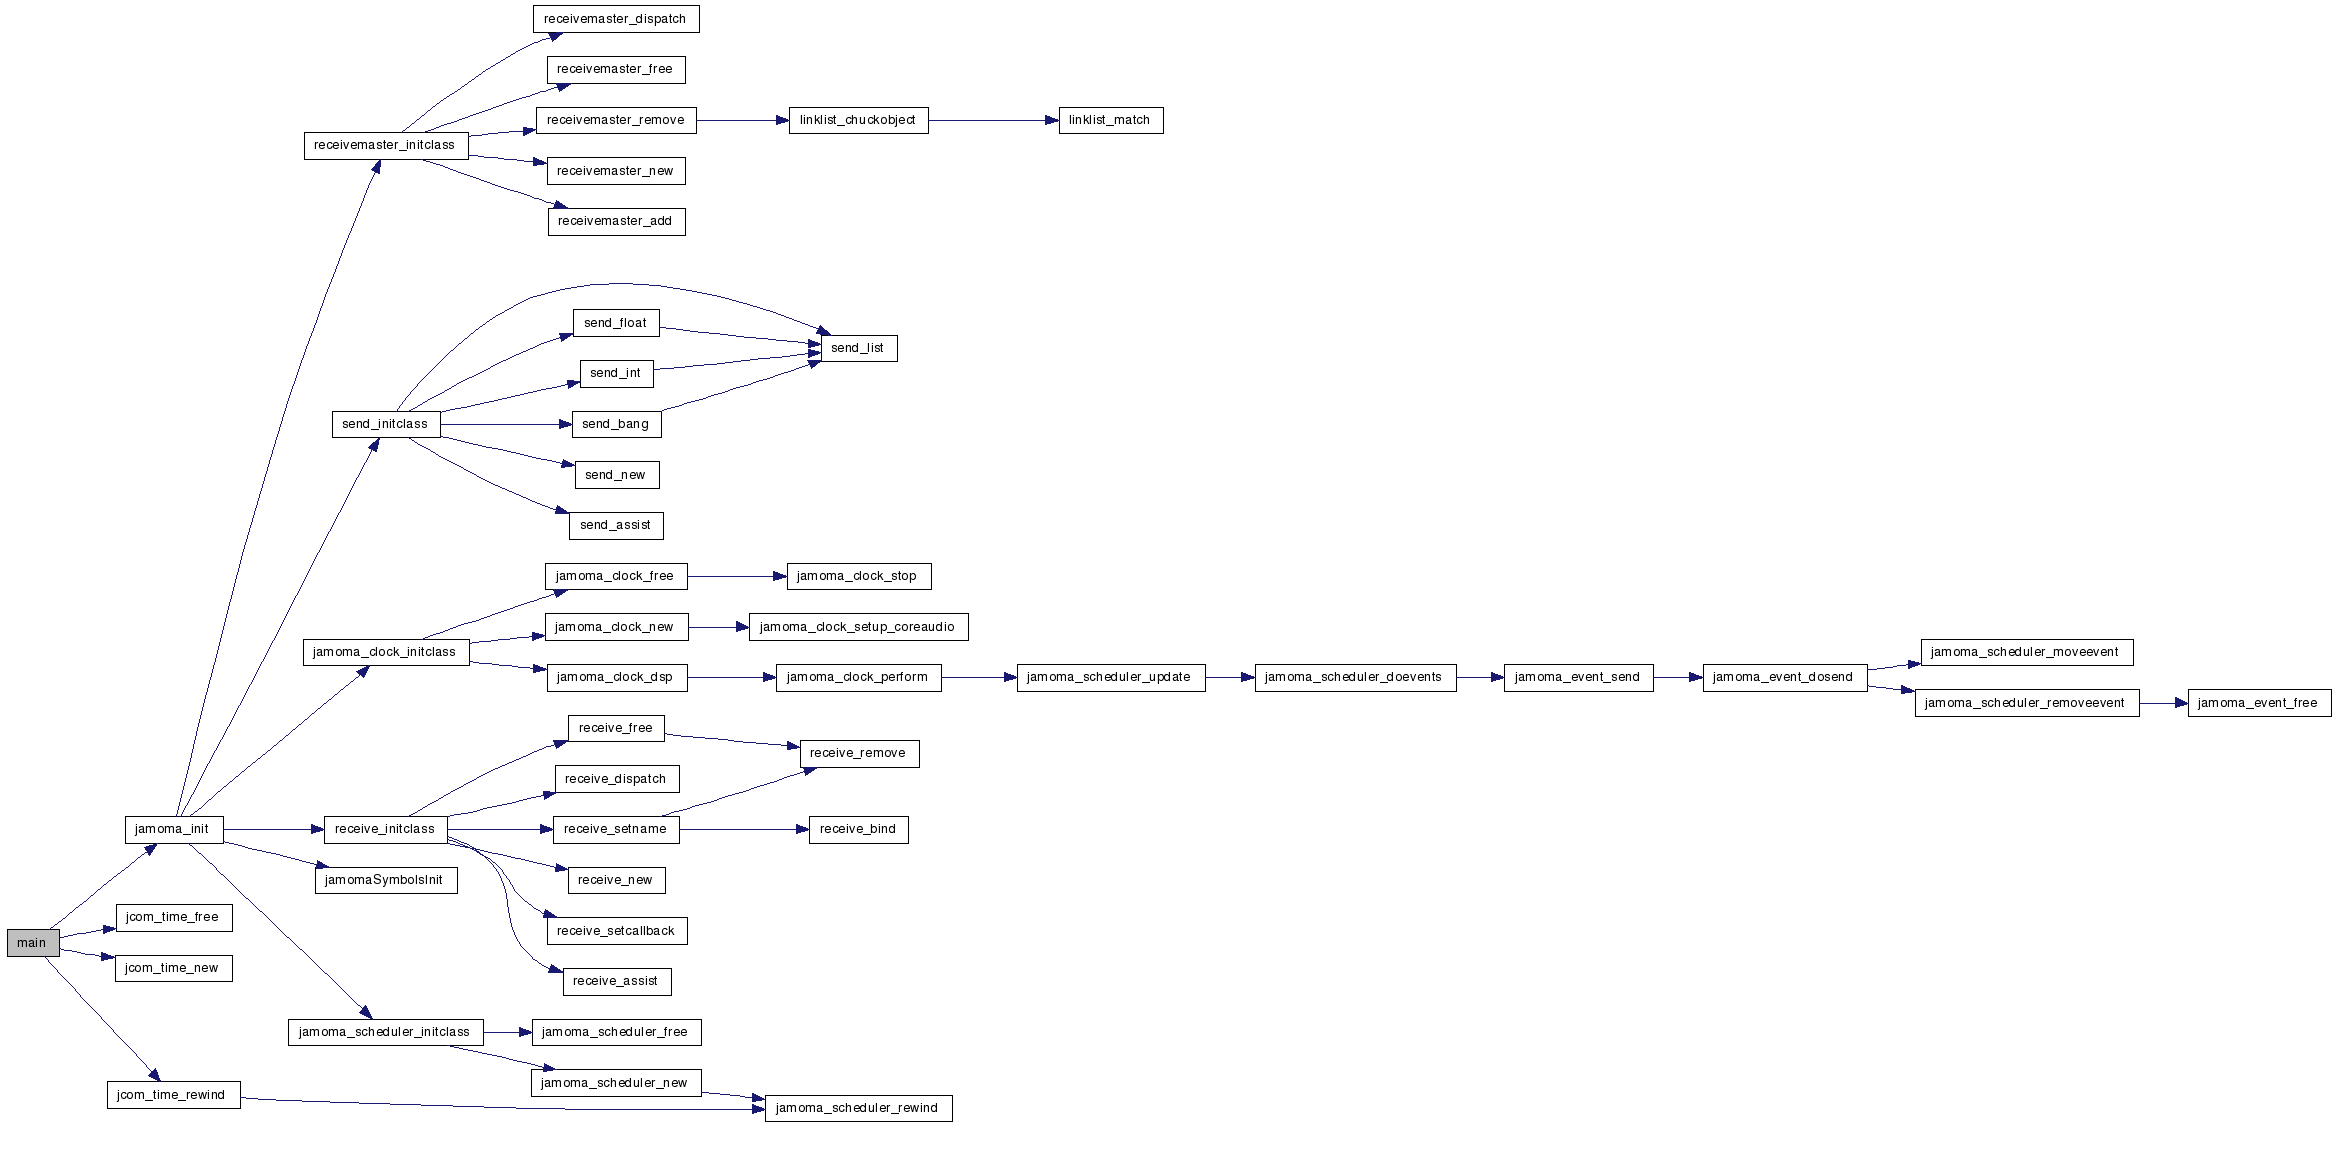 receivemaster_dispatch
receivemaster_free
receivemaster_remove
linklist_chuckobject
linklist_match
receivemaster_initclass
receivemaster_new
receivemaster_add
send_float
send_list
send_int
send_initclass
send_bang
send_new
send_assist
jamoma_clock_free
jamoma_clock_stop
jamoma_clock_new
jamoma_clock_setup_coreaudio
jamoma_clock_initclass
jamoma_scheduler_moveevent
jamoma_clock_dsp
jamoma_clock_perform
jamoma_scheduler_update
jamoma_scheduler_doevents
jamoma_event_send
jamoma_event_dosend
jamoma_scheduler_removeevent
jamoma_event_free
receive_free
receive_remove
receive_dispatch
jamoma_init
receive_initclass
receive_setname
receive_bind
jamomaSymbolsInit
receive_new
jcom_time_free
receive_setcallback
main
jcom_time_new
receive_assist
jamoma_scheduler_initclass
jamoma_scheduler_free
jamoma_scheduler_new
jcom_time_rewind
jamoma_scheduler_rewind